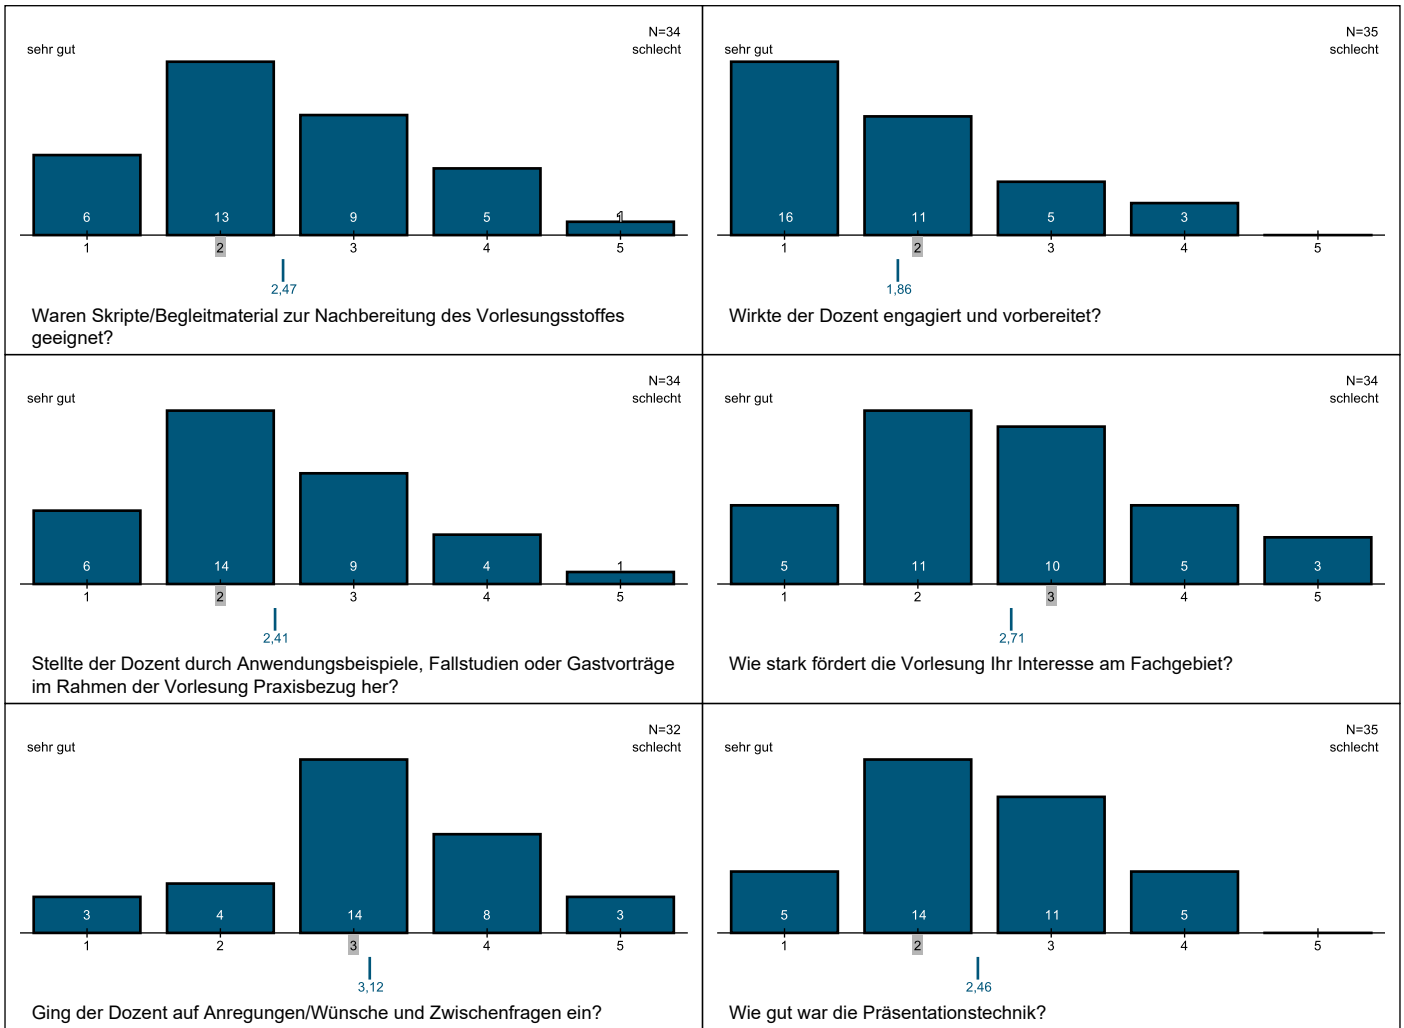 N=34
sehr gut schlecht
6 13 9 5 1
1 2 3 4 5
2,47
Waren Skripte/Begleitmaterial zur Nachbereitung des Vorlesungsstoffes
geeignet?
N=35
sehr gut schlecht
16 11 5 3
1 2 3 4 5
1,86
Wirkte der Dozent engagiert und vorbereitet?
N=34
sehr gut schlecht
6 14 9 4 1
1 2 3 4 5
2,41
Stellte der Dozent durch Anwendungsbeispiele, Fallstudien oder Gastvorträge
im Rahmen der Vorlesung Praxisbezug her?
N=34
sehr gut schlecht
5 11 10 5 3
1 2 3 4 5
2,71
Wie stark fördert die Vorlesung Ihr Interesse am Fachgebiet?
N=32
sehr gut schlecht
3 4 14 8 3
1 2 3 4 5
3,12
Ging der Dozent auf Anregungen/Wünsche und Zwischenfragen ein?
N=35
sehr gut schlecht
5 14 11 5
1 2 3 4 5
2,46
Wie gut war die Präsentationstechnik?